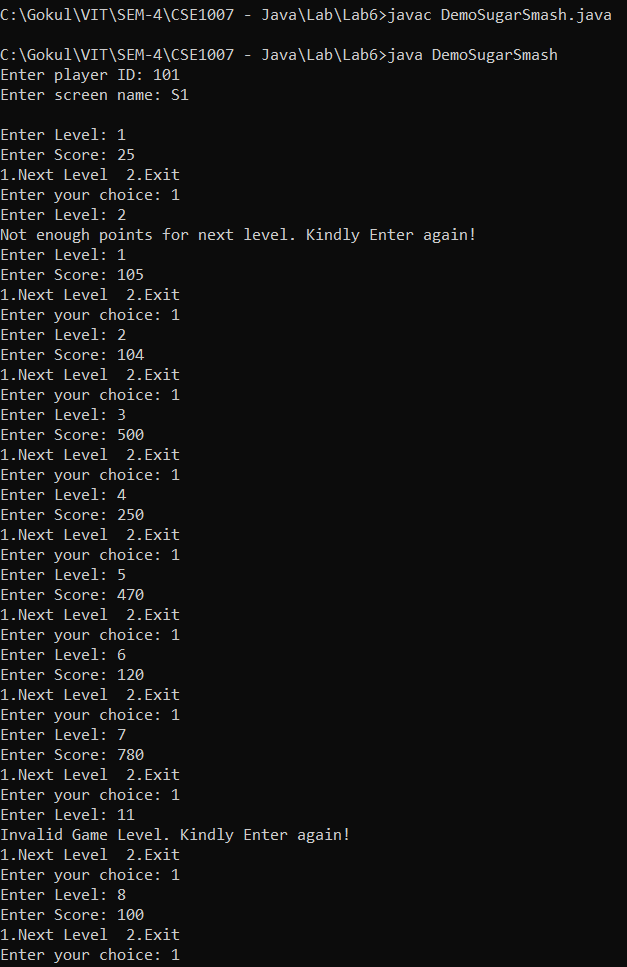 C:\Gokul\VIT\SEM-4\CSE1007 - Java\Lab\Lab6>javac DemoSugarSmash.java
C:\Gokul\VIT\SEM-4\CSE1007 - Java\Lab\Lab6>java DemoSugarSmash
Enter player ID: 101
Enter screen name: S1
Enter Level: 1
Enter Score: 25
1.Next Level  2.Exit
Enter your choice: 1
Enter Level: 2
Not enough points for next level. Kindly Enter again!
Enter Level: 1
Enter Score: 105
1.Next Level  2.Exit
Enter your choice: 1
Enter Level: 2
Enter Score: 104
1.Next Level  2.Exit
Enter your choice: 1
Enter Level: 3
Enter Score: 500
1.Next Level  2.Exit
Enter your choice: 1
Enter Level: 4
Enter Score: 250
1.Next Level  2.Exit
Enter your choice: 1
Enter Level: 5
Enter Score: 470
1.Next Level  2.Exit
Enter your choice: 1
Enter Level: 6
Enter Score: 120
1.Next Level  2.Exit
Enter your choice: 1
Enter Level: 7
Enter Score: 780
1.Next Level  2.Exit
Enter your choice: 1
Enter Level: 11
Invalid Game Level. Kindly Enter again!
1.Next Level  2.Exit
Enter your choice: 1
Enter Level: 8
Enter Score: 100
1.Next Level  2.Exit
Enter your choice: 1